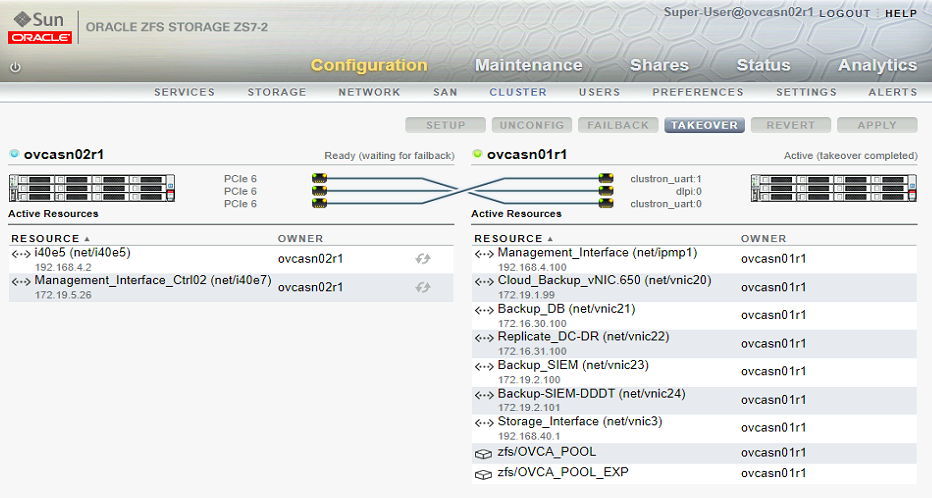 Sun
ORACLE
ORACLE ZFS STORAGE ZS7-2
Super-User@ovcasn02r1 LOGOUT HELP
Configuration Maintenance Shares Status Analytics
SERVICES STORAGE NETWORK SAN CLUSTER USERS PREFERENCES SETTINGS ALERTS
SETUP UNCONFIG FAILBACK TAKEOVER REVERT APPLY
ovcasn02r1 Ready (waiting for failback)
PCIe 6
PCIe 6
PCIe 6
Active Resources
RESOURCE ▲ OWNER
i40e5 (net/i40e5) ovcasn02r1
192.168.4.2
Management_Interface_Ctrl02 (net/i40e7) ovcasn02r1
172.19.5.26
ovcasn01r1 Active (takeover completed)
clustron_uart:1
dlpi:0
clustron_uart:0
Active Resources
RESOURCE ▲ OWNER
Management_Interface (net/ipmp1) ovcasn01r1
192.168.4.100
Cloud_Backup_vNIC.650 (net/vnic20) ovcasn01r1
172.19.1.99
Backup_DB (net/vnic21) ovcasn01r1
172.16.30.100
Replicate_DC-DR (net/vnic22) ovcasn01r1
172.16.31.100
Backup_SIEM (net/vnic23) ovcasn01r1
172.19.2.100
Backup-SIEM-DDDT (net/vnic24) ovcasn01r1
172.19.2.101
Storage_Interface (net/vnic3) ovcasn01r1
192.168.40.1
zfs/OVCA_POOL ovcasn01r1
zfs/OVCA_POOL_EXP ovcasn01r1